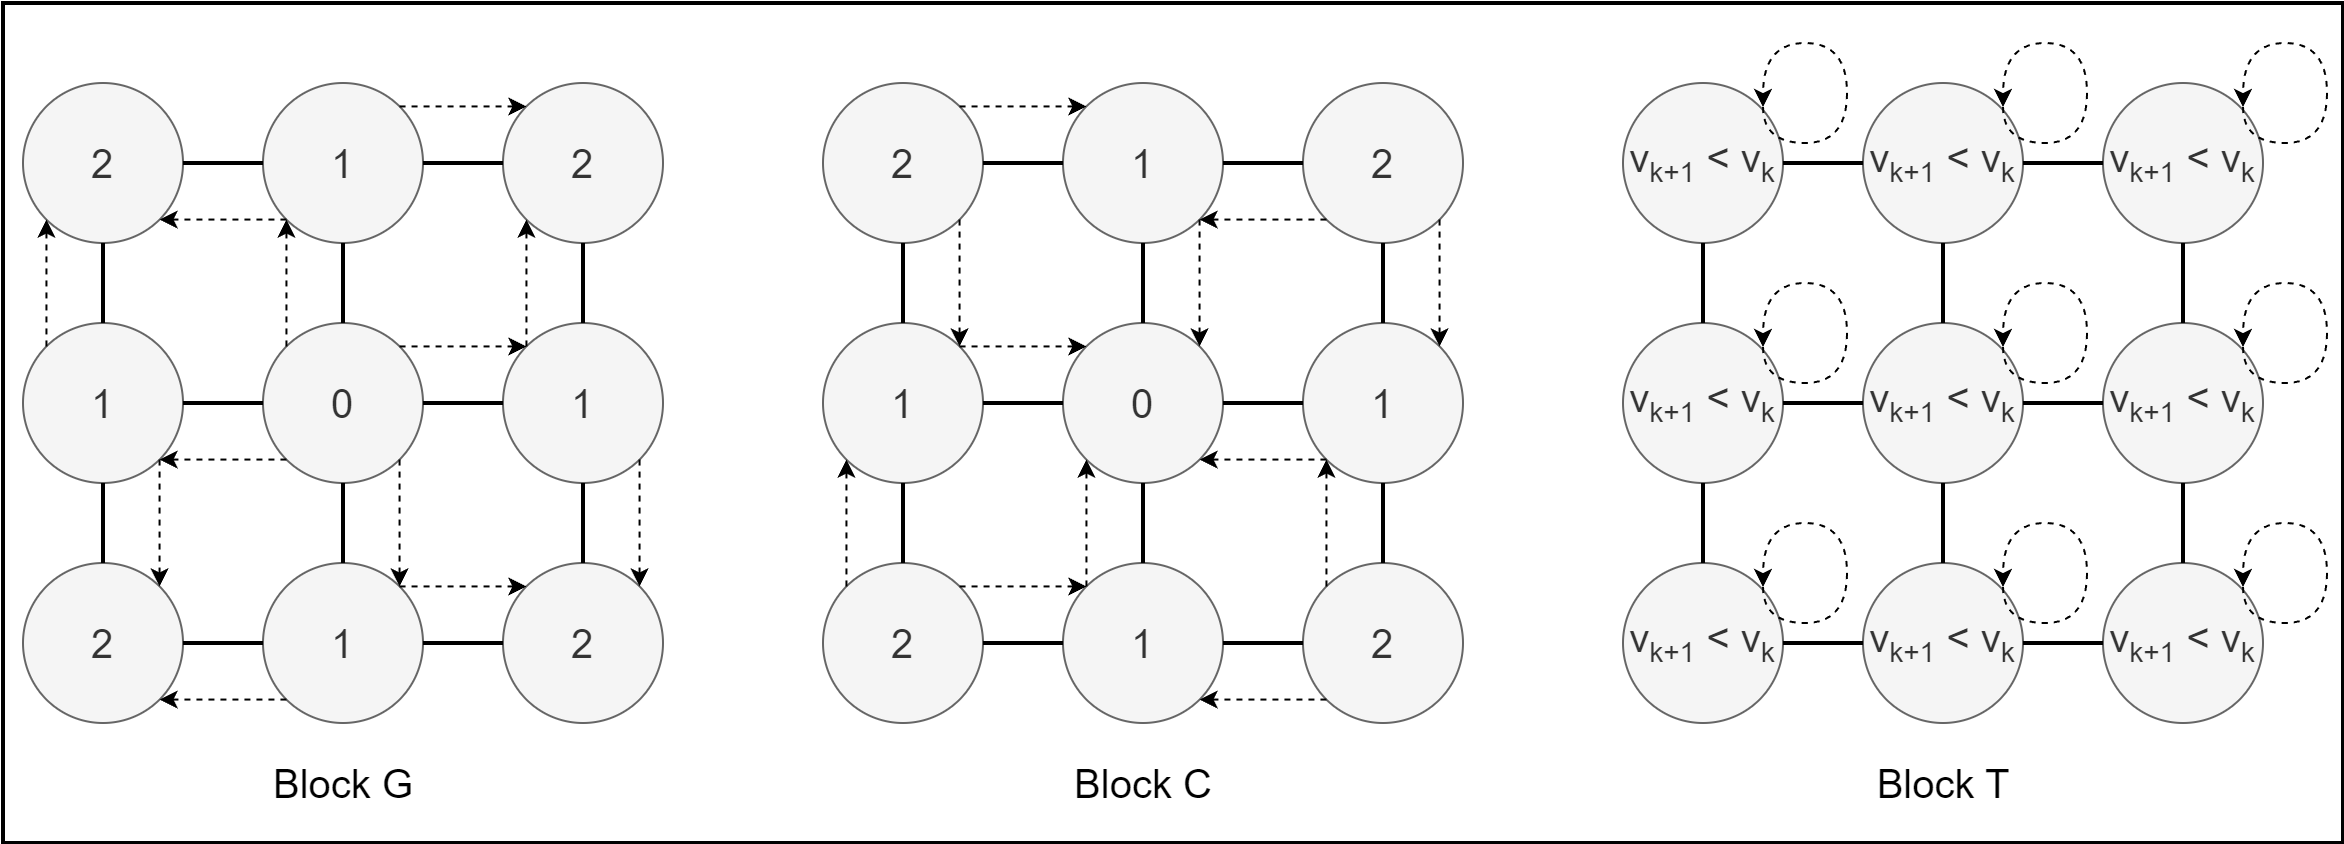 2 1 2 2 1 2 v_{k+1} < v_k v_{k+1} < v_k v_{k+1} < v_k
1 0 1 1 0 1 v_{k+1} < v_k v_{k+1} < v_k v_{k+1} < v_k
2 1 2 2 1 2 v_{k+1} < v_k v_{k+1} < v_k v_{k+1} < v_k
Block G Block C Block T